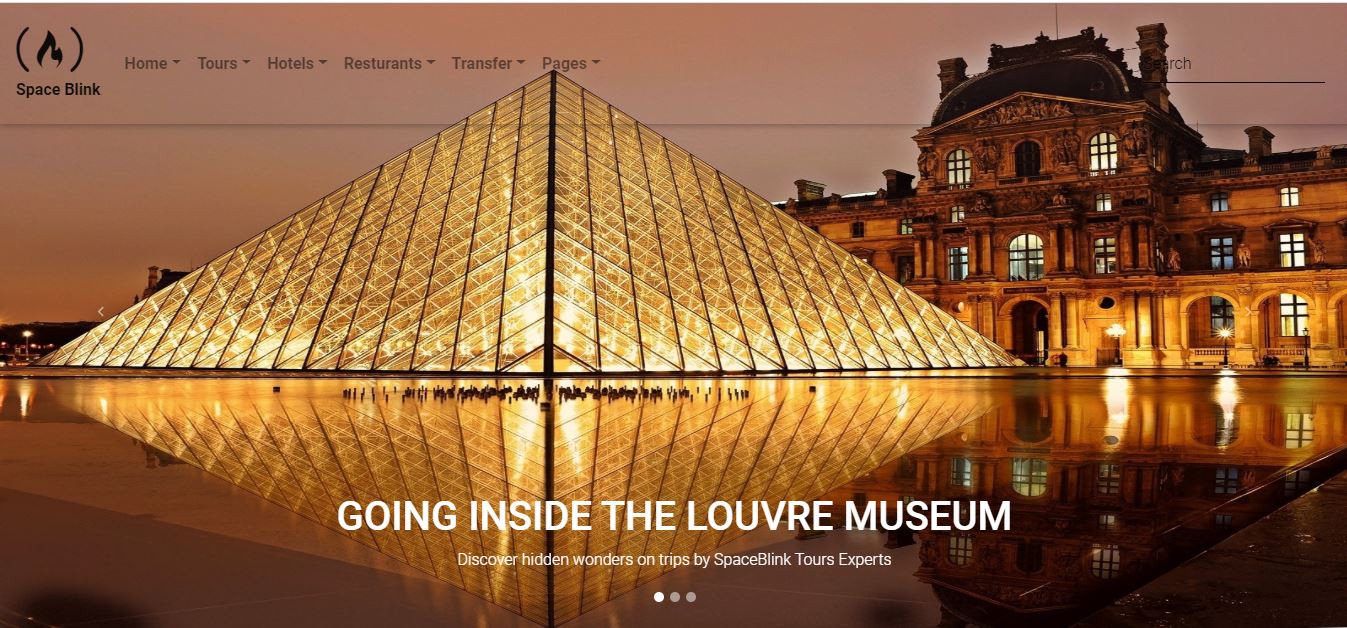 Home Tours Hotels Resturants Transfer Pages Search
Space Blink
GOING INSIDE THE LOUVRE MUSEUM
Discover hidden wonders on trips by SpaceBlink Tours Experts